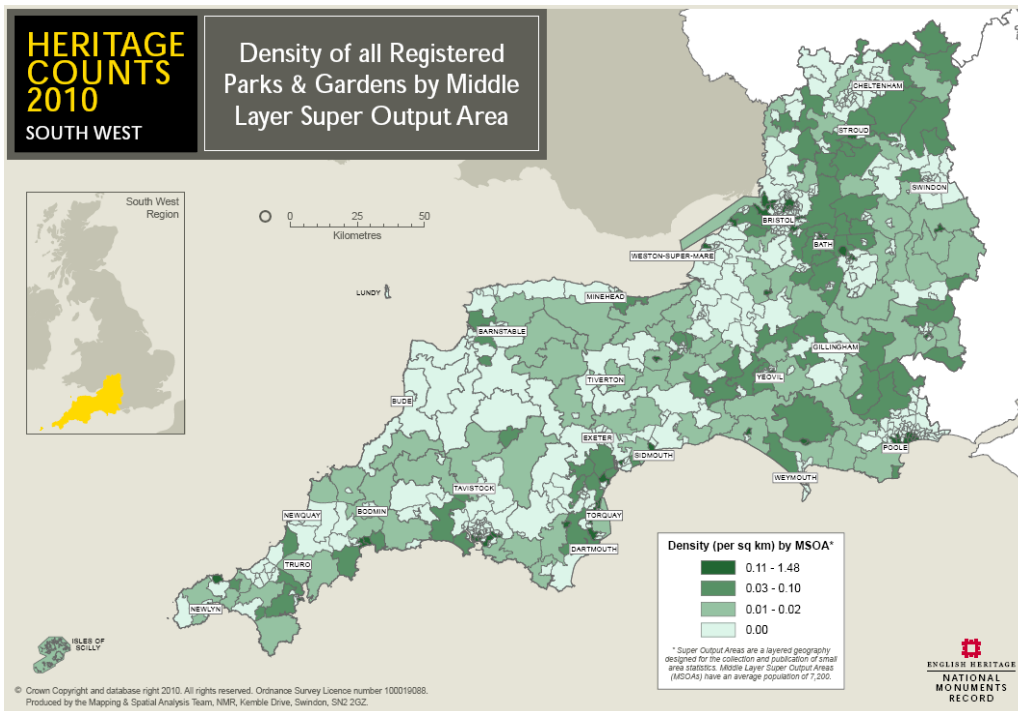 HERITAGE
COUNTS
2010
SOUTH WEST
Density of all Registered
Parks & Gardens by Middle
Layer Super Output Area
South West
Region
0 25 50
Kilometres
CHELTENHAM
STROUD
SWINDON
BRISTOL
BATH
WESTON-SUPER-MARE
LUNDY
MINEHEAD
BARNSTABLE
GILLINGHAM
YEOVIL
TIVERTON
BUDE
EXETER
SIDMOUTH
POOLE
WEYMOUTH
TAVISTOCK
NEWQUAY
BODMIN
TORQUAY
DARTMOUTH
TRURO
NEWLYN
ISLES OF
SCILLY
Density (per sq km) by MSOA*
0.11 - 1.48
0.03 - 0.10
0.01 - 0.02
0.00
* Super Output Areas are a layered geography
designed for the collection and publication of small
area statistics. Middle Layer Super Output Areas
(MSOAs) have an average population of 7,200.
ENGLISH HERITAGE
NATIONAL
MONUMENTS
RECORD
© Crown Copyright and database right 2010. All rights reserved. Ordnance Survey Licence number 100019088.
Produced by the Mapping & Spatial Analysis Team, NMR, Kemble Drive, Swindon, SN2 2GZ.